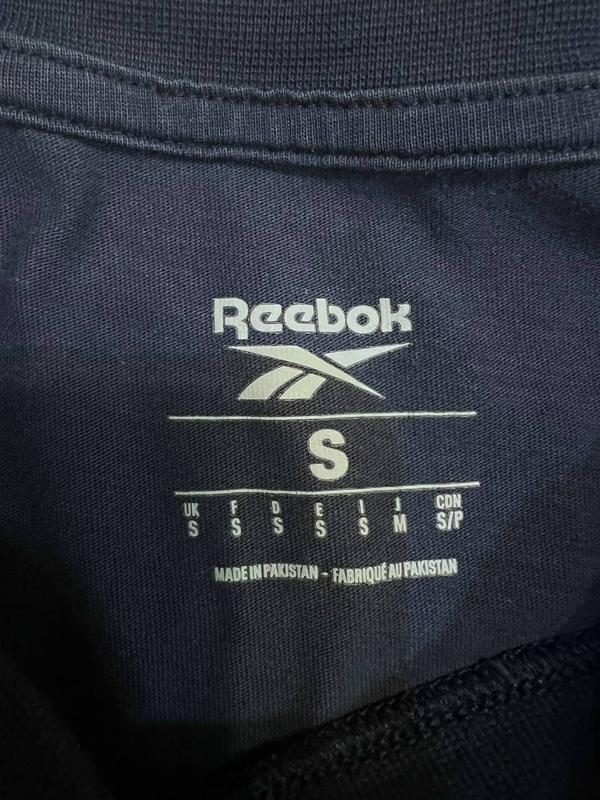 Reebok
S
UK F D E I J CDN
S S S S S M S/P
MADE IN PAKISTAN - FABRIQUÉ AU PAKISTAN